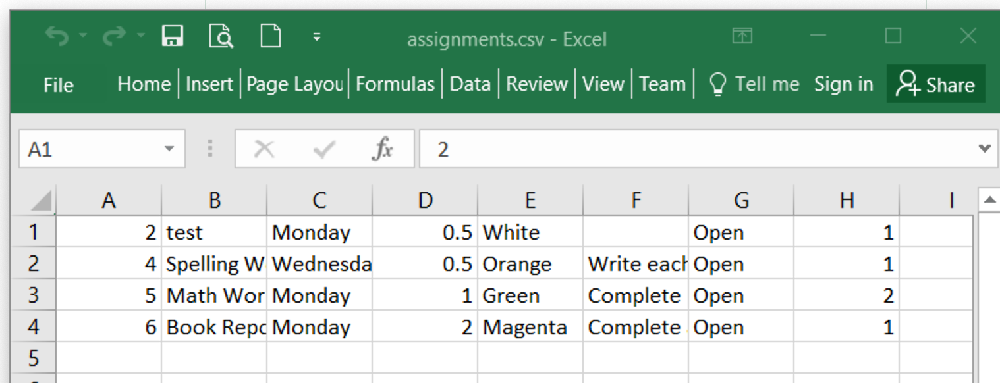 assignments.csv - Excel
File Home Insert Page Layou Formulas Data Review View Team Tell me Sign in Share
A1 fx 2
A B C D E F G H I
1 2 test Monday 0.5 White Open 1
2 4 Spelling W Wednesda 0.5 Orange Write each Open 1
3 5 Math Wor Monday 1 Green Complete Open 2
4 6 Book Repo Monday 2 Magenta Complete Open 1
5